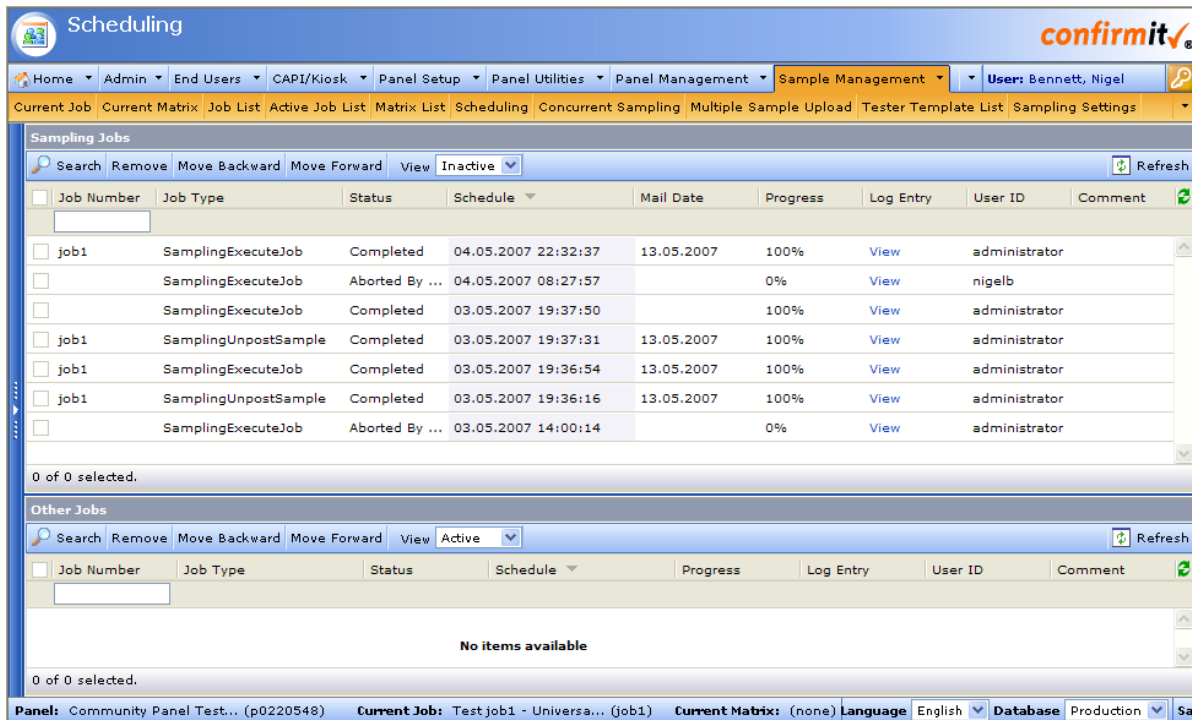 Scheduling
confirmit®
Home Admin End Users CAPI/Kiosk Panel Setup Panel Utilities Panel Management Sample Management User: Bennett, Nigel
Current Job Current Matrix Job List Active Job List Matrix List Scheduling Concurrent Sampling Multiple Sample Upload Tester Template List Sampling Settings
Sampling Jobs
Search Remove Move Backward Move Forward View Inactive Refresh
Job Number Job Type Status Schedule Mail Date Progress Log Entry User ID Comment
job1 SamplingExecuteJob Completed 04.05.2007 22:32:37 13.05.2007 100% View administrator
SamplingExecuteJob Aborted By ... 04.05.2007 08:27:57 0% View nigelb
SamplingExecuteJob Completed 03.05.2007 19:37:50 100% View administrator
job1 SamplingUnpostSample Completed 03.05.2007 19:37:31 13.05.2007 100% View administrator
job1 SamplingExecuteJob Completed 03.05.2007 19:36:54 13.05.2007 100% View administrator
job1 SamplingUnpostSample Completed 03.05.2007 19:36:16 13.05.2007 100% View administrator
SamplingExecuteJob Aborted By ... 03.05.2007 14:00:14 0% View administrator
0 of 0 selected.
Other Jobs
Search Remove Move Backward Move Forward View Active Refresh
Job Number Job Type Status Schedule Progress Log Entry User ID Comment
No items available
0 of 0 selected.
Panel: Community Panel Test... (p0220548) Current Job: Test job1 - Universa... (job1) Current Matrix: (none) Language English Database Production Sa